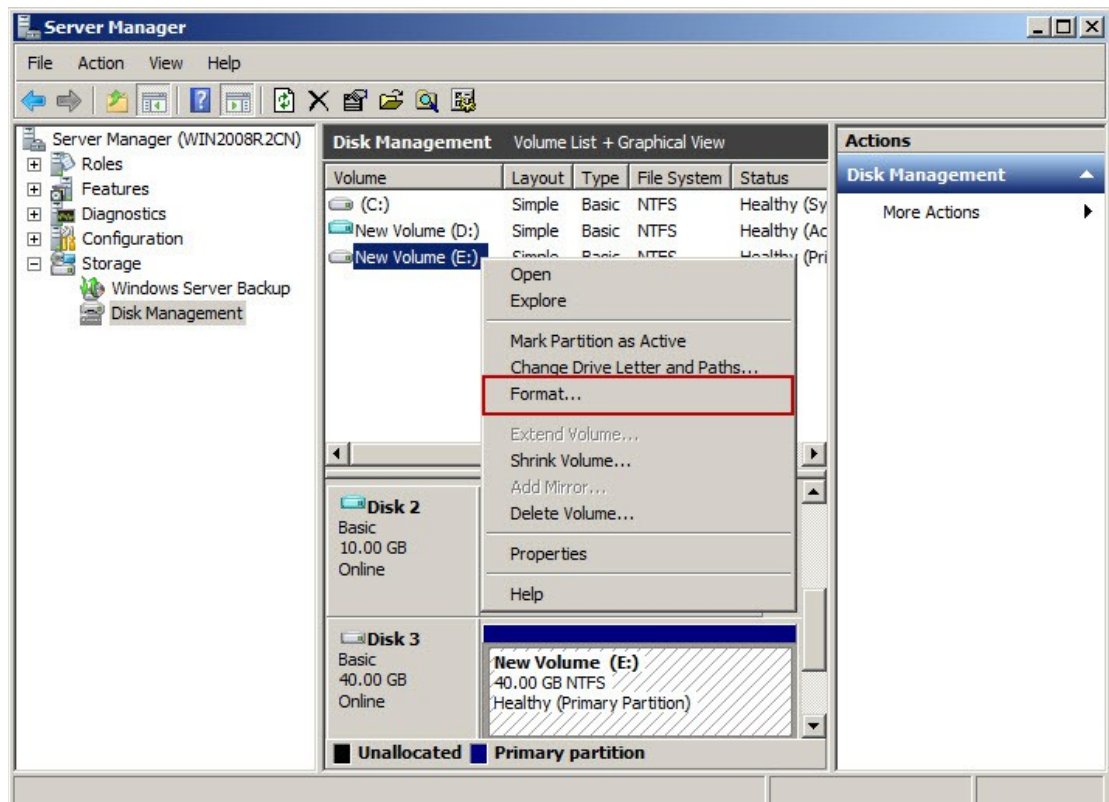 Server Manager
File Action View Help
Server Manager (WIN2008R2CN)
Roles
Features
Diagnostics
Configuration
Storage
Windows Server Backup
Disk Management
Disk Management Volume List + Graphical View
Volume Layout Type File System Status
(C:) Simple Basic NTFS Healthy (Sy
New Volume (D:) Simple Basic NTFS Healthy (Ac
New Volume (E:) Simple Basic NTFS Healthy (Pri
Open
Explore
Mark Partition as Active
Change Drive Letter and Paths...
Format...
Extend Volume...
Shrink Volume...
Add Mirror...
Delete Volume...
Properties
Help
Disk 2
Basic
10.00 GB
Online
Disk 3
Basic
40.00 GB
Online
New Volume (E:)
40.00 GB NTFS
Healthy (Primary Partition)
Unallocated Primary partition
Actions
Disk Management
More Actions